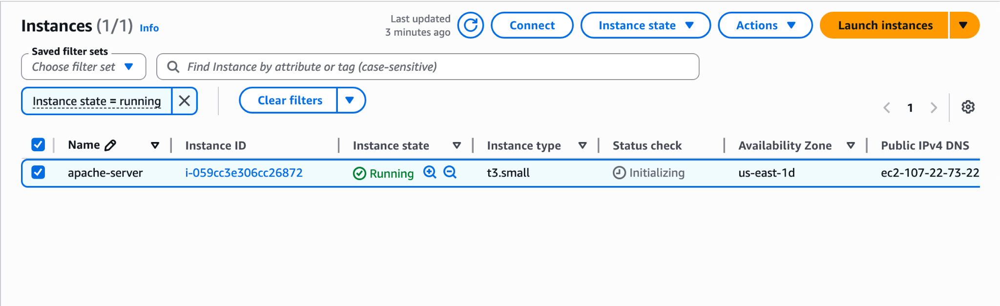 Instances (1/1) Info
Last updated
3 minutes ago
Connect
Instance state
Actions
Launch instances
Saved filter sets
Choose filter set
Find Instance by attribute or tag (case-sensitive)
Instance state = running
Clear filters
1
Name Instance ID Instance state Instance type Status check Availability Zone Public IPv4 DNS
apache-server i-059cc3e306cc26872 Running t3.small Initializing us-east-1d ec2-107-22-73-22